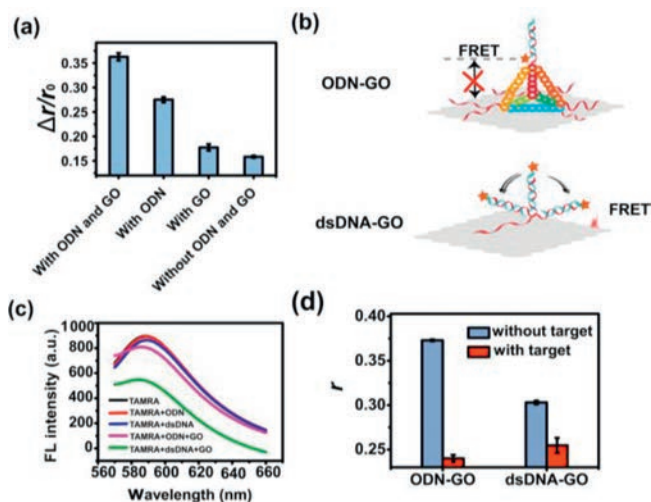 (a)
Δr/r0
0.35
0.30
0.25
0.20
0.15
With ODN and GO
With ODN
With GO
Without ODN and GO
(b)
FRET
ODN-GO
dsDNA-GO
FRET
(c)
FL intensity (a.u.)
1000
800
600
400
200
0
TAMRA
TAMRA+ODN
TAMRA+dsDNA
TAMRA+ODN+GO
TAMRA+dsDNA+GO
560 580 600 620 640 660
Wavelength (nm)
(d)
r
0.40
0.35
0.30
0.25
without target
with target
ODN-GO dsDNA-GO